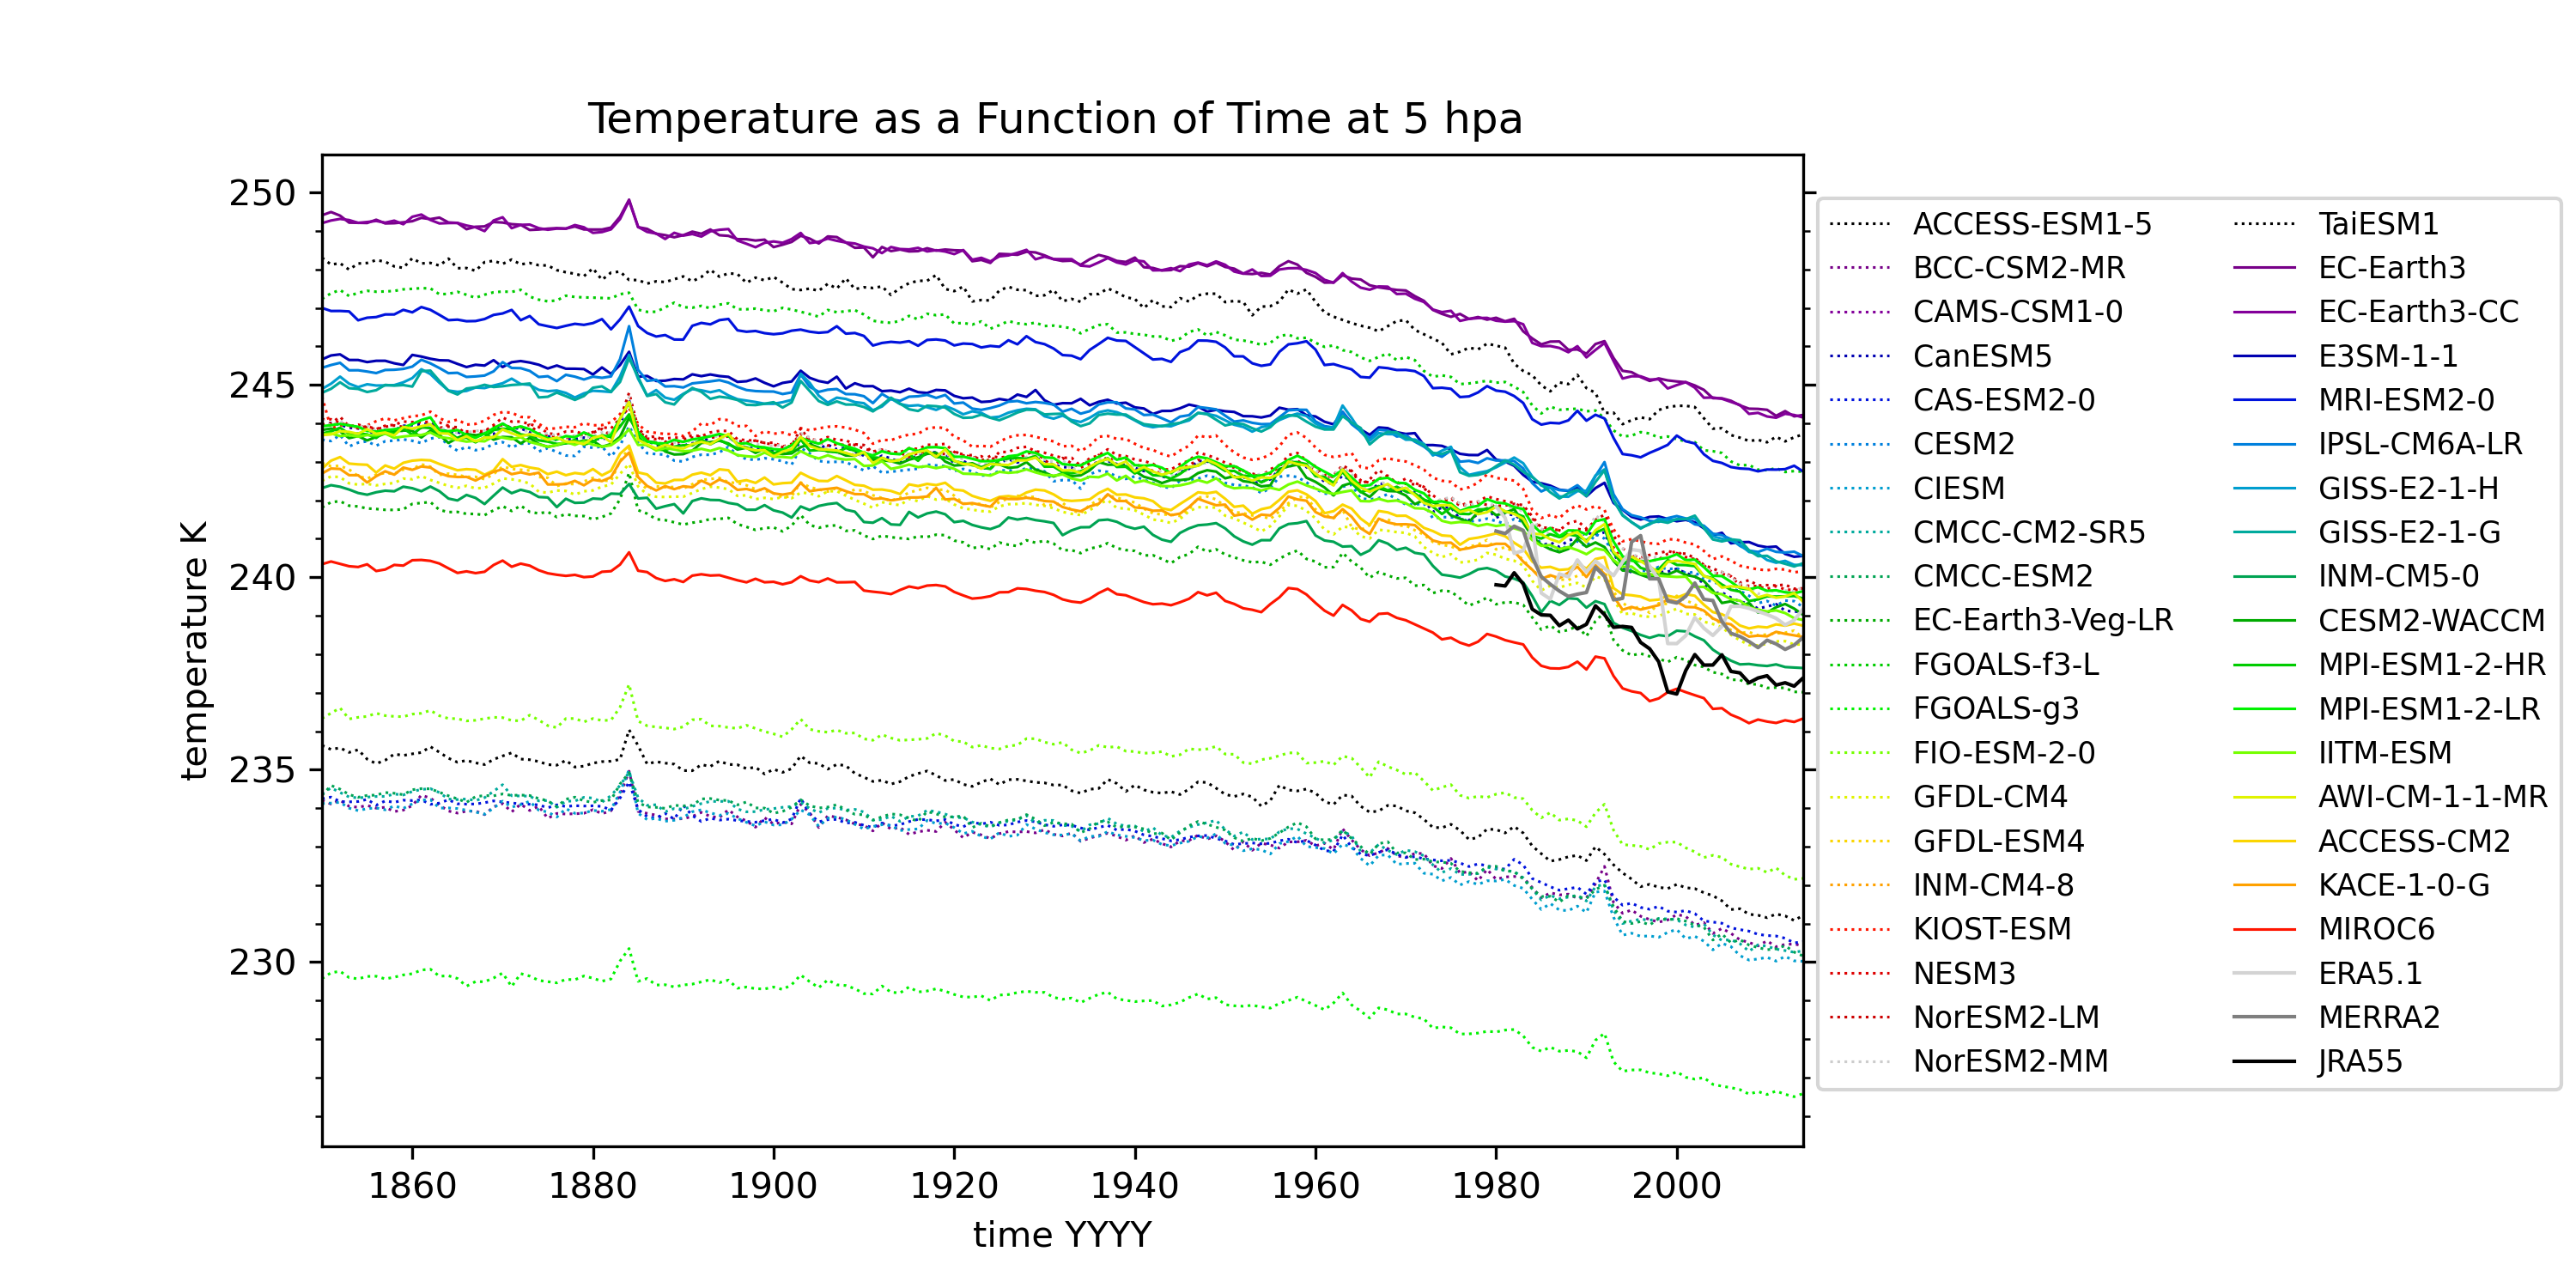 Temperature as a Function of Time at 5 hpa
250
245
240
235
230
temperature K
1860
1880
1900
1920
1940
1960
1980
2000
time YYYY
ACCESS-ESM1-5
BCC-CSM2-MR
CAMS-CSM1-0
CanESM5
CAS-ESM2-0
CESM2
CIESM
CMCC-CM2-SR5
CMCC-ESM2
EC-Earth3-Veg-LR
FGOALS-f3-L
FGOALS-g3
FIO-ESM-2-0
GFDL-CM4
GFDL-ESM4
INM-CM4-8
KIOST-ESM
NESM3
NorESM2-LM
NorESM2-MM
TaiESM1
EC-Earth3
EC-Earth3-CC
E3SM-1-1
MRI-ESM2-0
IPSL-CM6A-LR
GISS-E2-1-H
GISS-E2-1-G
INM-CM5-0
CESM2-WACCM
MPI-ESM1-2-HR
MPI-ESM1-2-LR
IITM-ESM
AWI-CM-1-1-MR
ACCESS-CM2
KACE-1-0-G
MIROC6
ERA5.1
MERRA2
JRA55